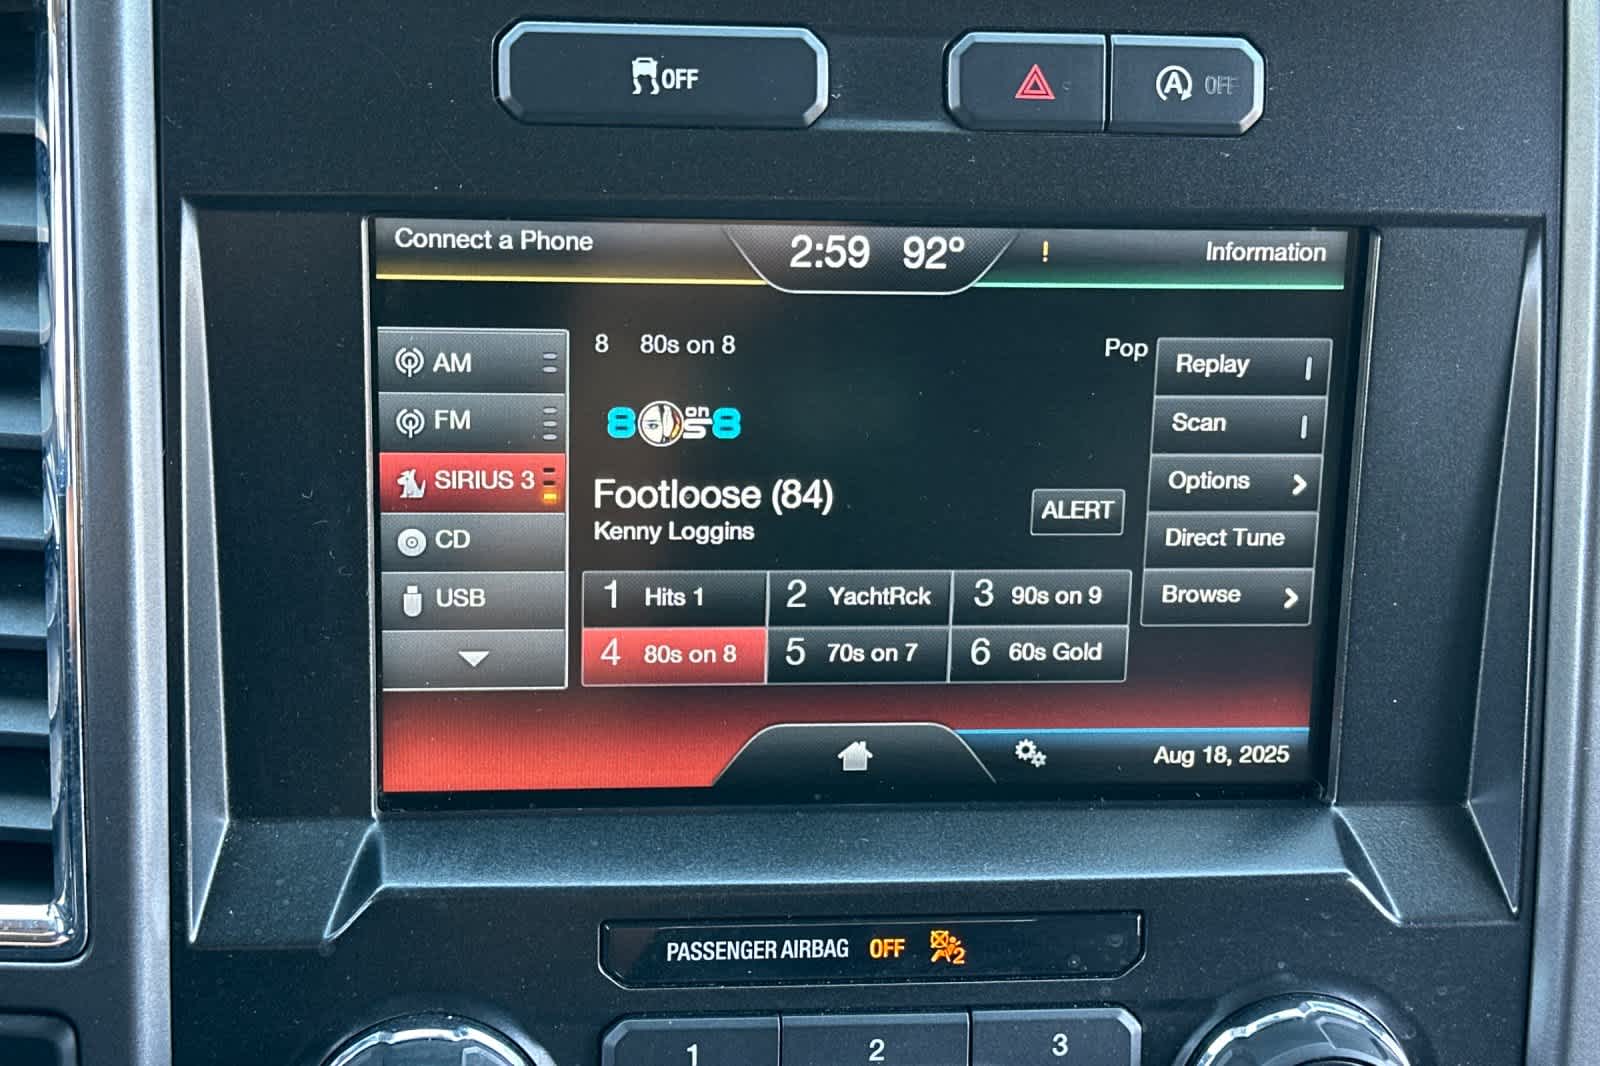 OFF
A OFF
Connect a Phone
2:59 92°
!
Information
AM
FM
SIRIUS 3
CD
USB
8 80s on 8
Pop
80s on 8
Footloose (84)
Kenny Loggins
ALERT
1 Hits 1
2 YachtRck
3 90s on 9
4 80s on 8
5 70s on 7
6 60s Gold
Replay
Scan
Options
Direct Tune
Browse
Aug 18, 2025
PASSENGER AIRBAG OFF 2
1
2
3